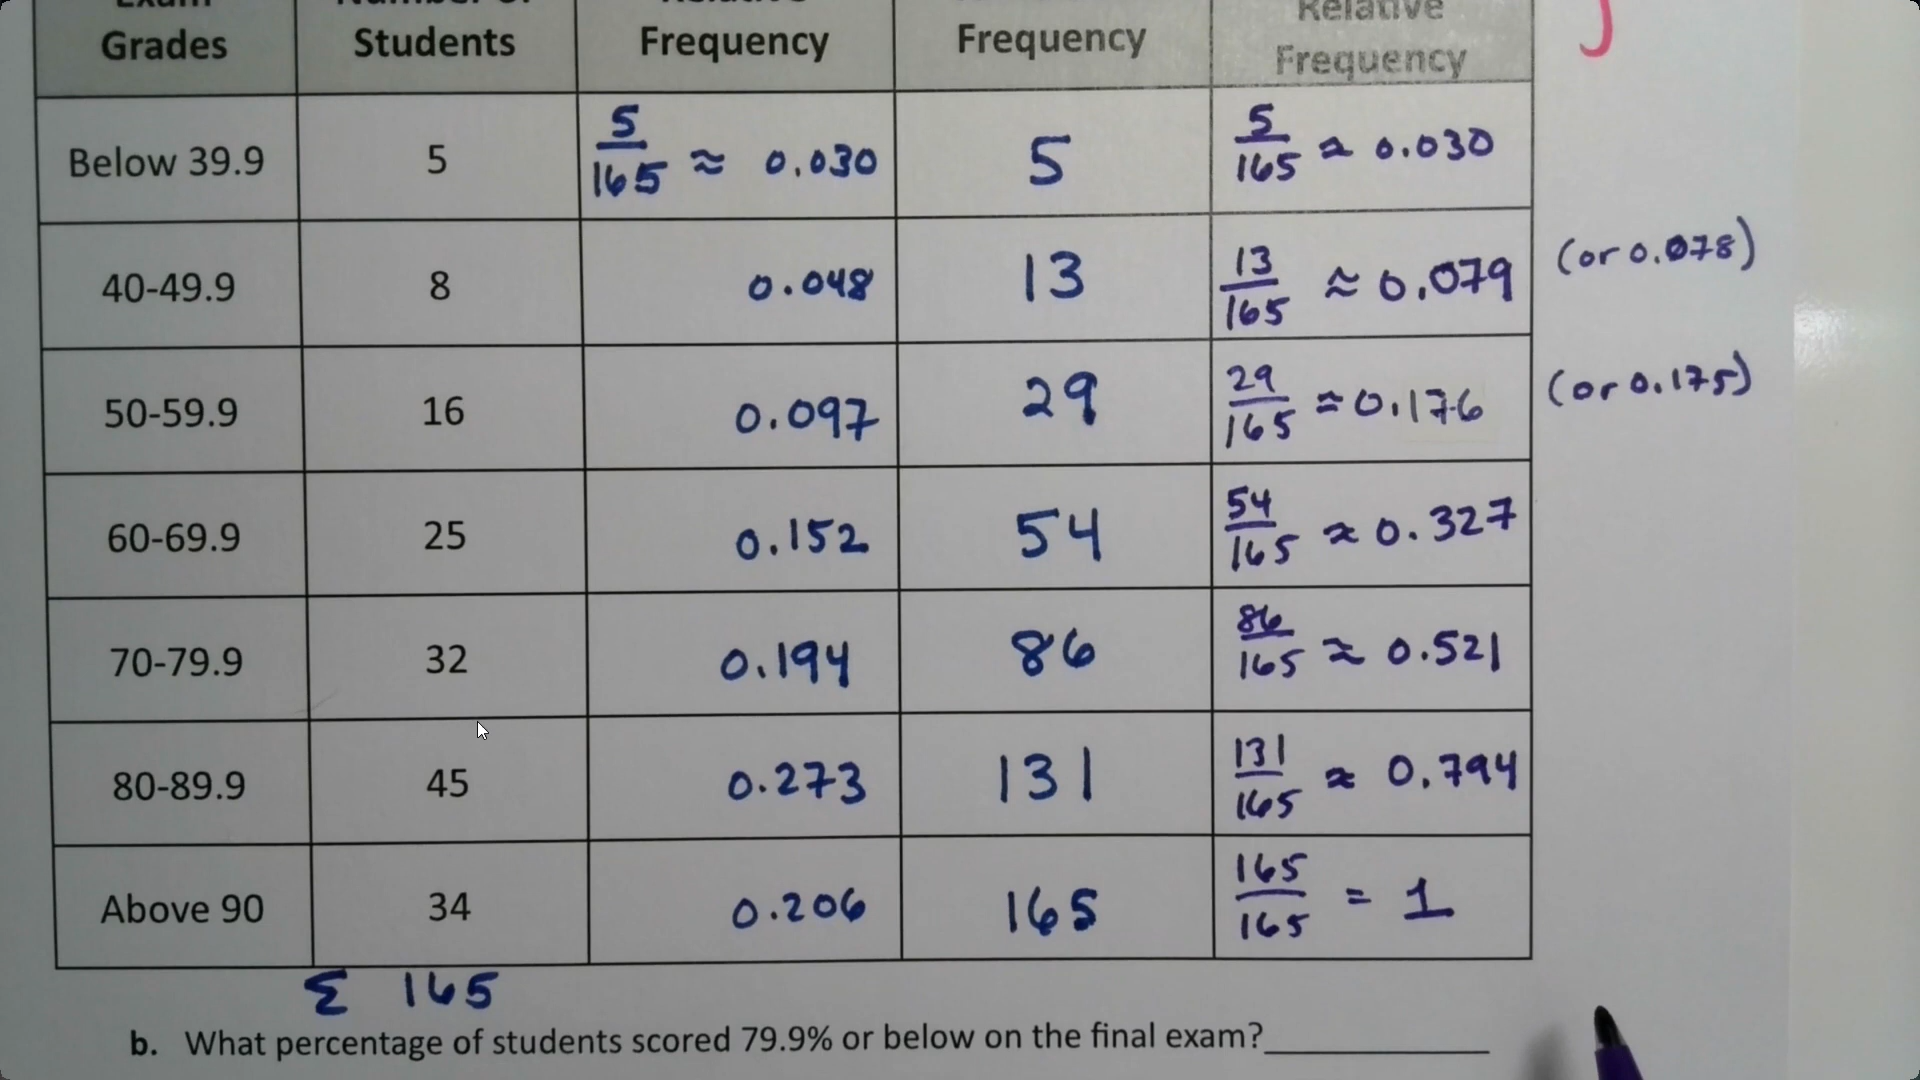 Grades Students Frequency Frequency Relative Frequency
Below 39.9 5 5/165 ≈ 0.030 5 5/165 ≈ 0.030
40-49.9 8 0.048 13 13/165 ≈ 0.079 (or 0.078)
50-59.9 16 0.097 29 29/165 ≈ 0.176 (or 0.175)
60-69.9 25 0.152 54 54/165 ≈ 0.327
70-79.9 32 0.194 86 86/165 ≈ 0.521
80-89.9 45 0.273 131 131/165 ≈ 0.794
Above 90 34 0.206 165 165/165 = 1
Σ 165
b. What percentage of students scored 79.9% or below on the final exam?